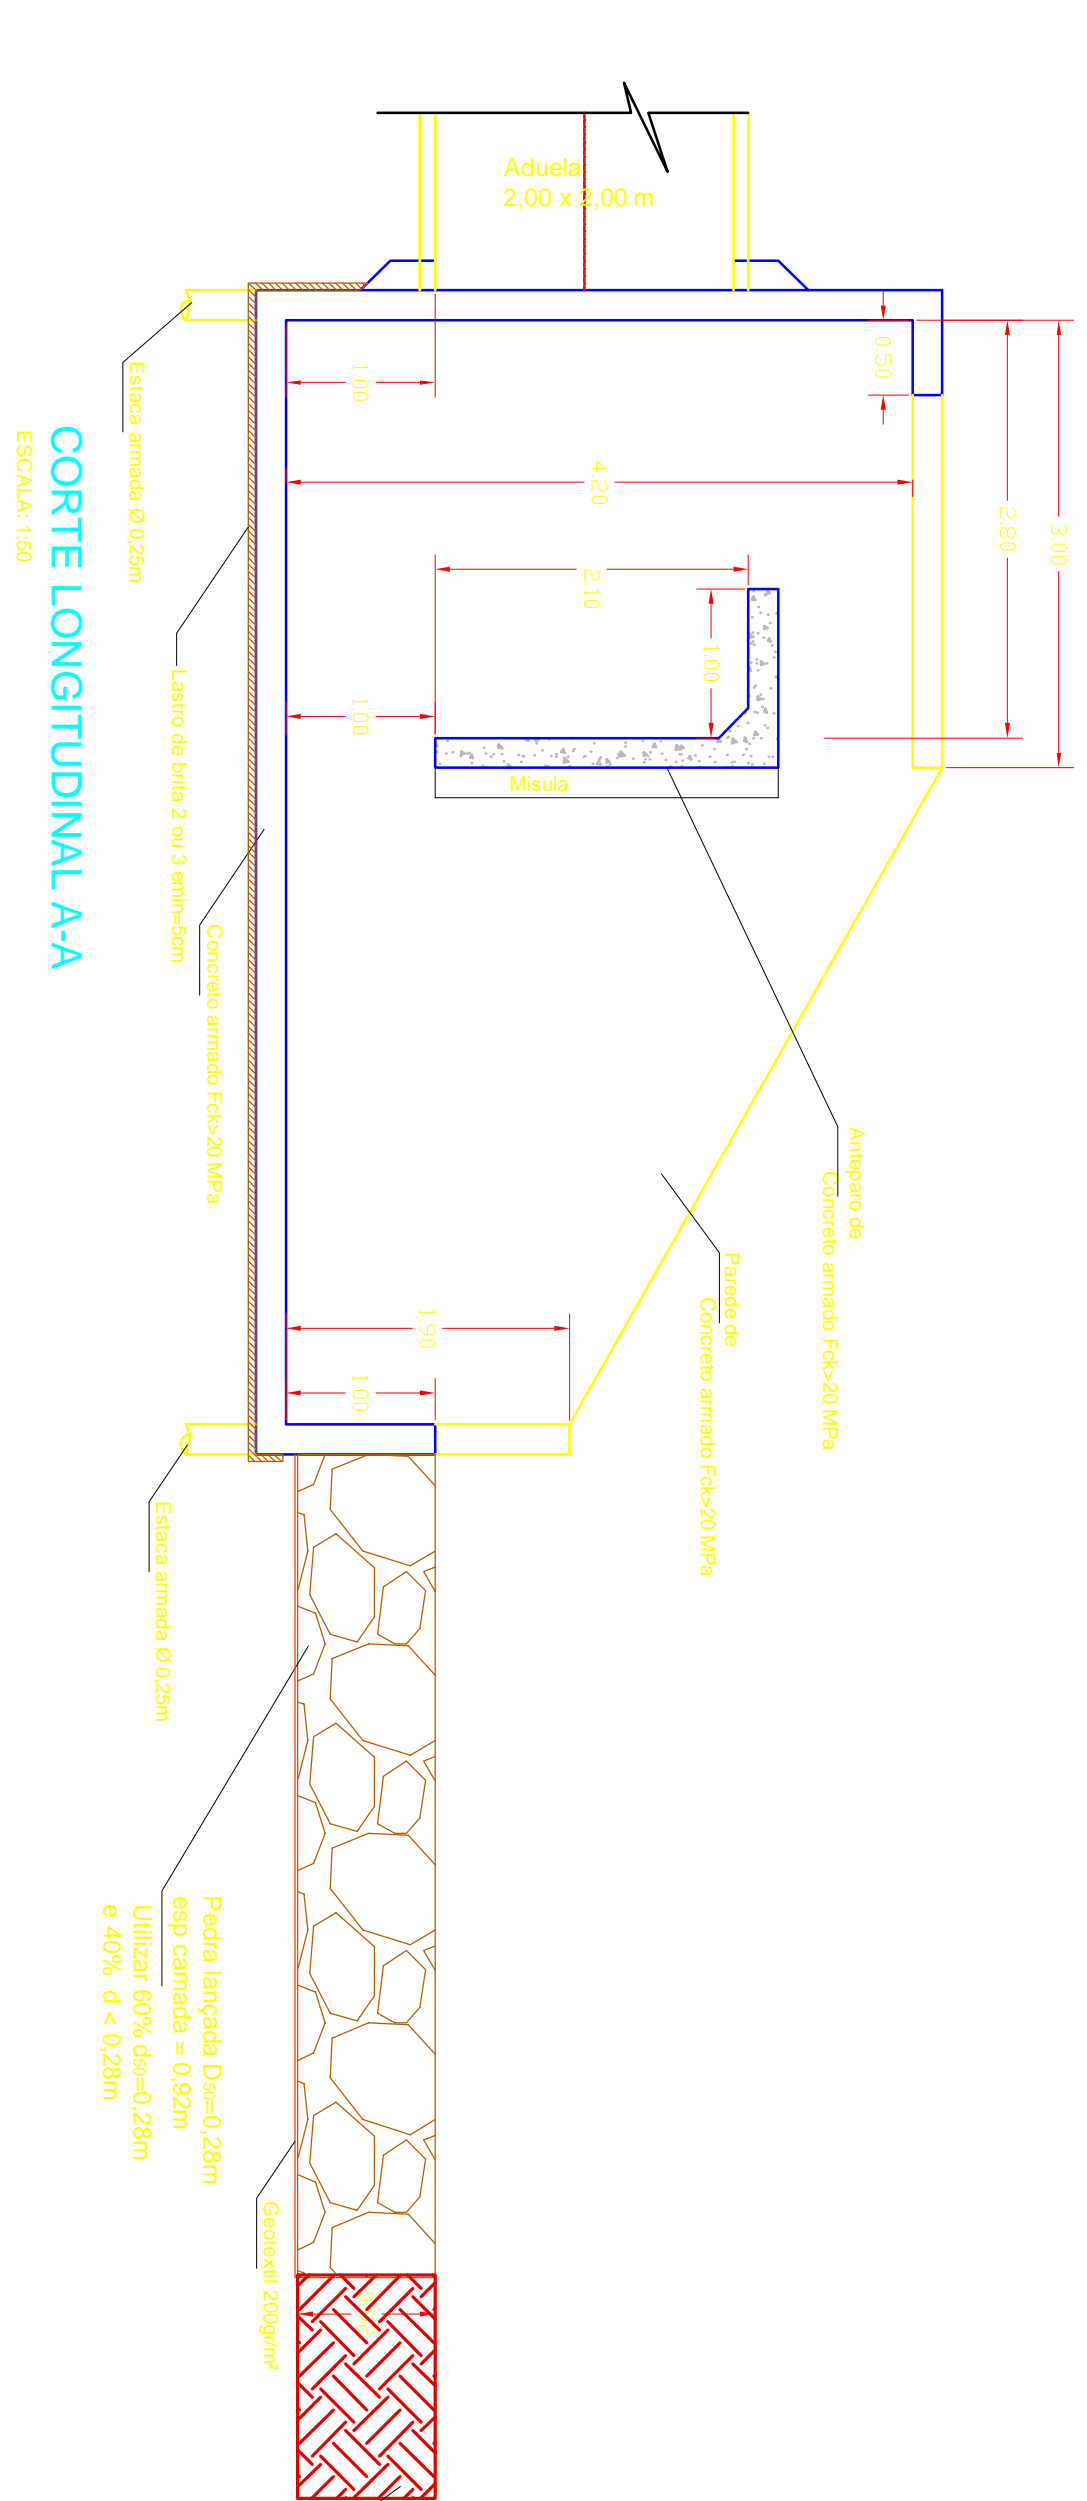 Aduela
2,00 x 2,00 m
0.50
1.00
4.20
2.80
3.00
2.10
1.00
1.00
Misula
Estaca armada Ø 0,25m
Lastro de brita 2 ou 3 emin=5cm
Concreto armado Fck>20 MPa
Anteparo de
Concreto armado Fck>20 MPa
Parede de
Concreto armado Fck>20 MPa
1.90
1.00
Estaca armada Ø 0,25m
Pedra lançada D50=0,28m
esp camada = 0,92m
Utilizar 60% d50=0,28m
e 40% d < 0,28m
Geotextil 200gr/m²
CORTE LONGITUDINAL A-A
ESCALA: 1:50